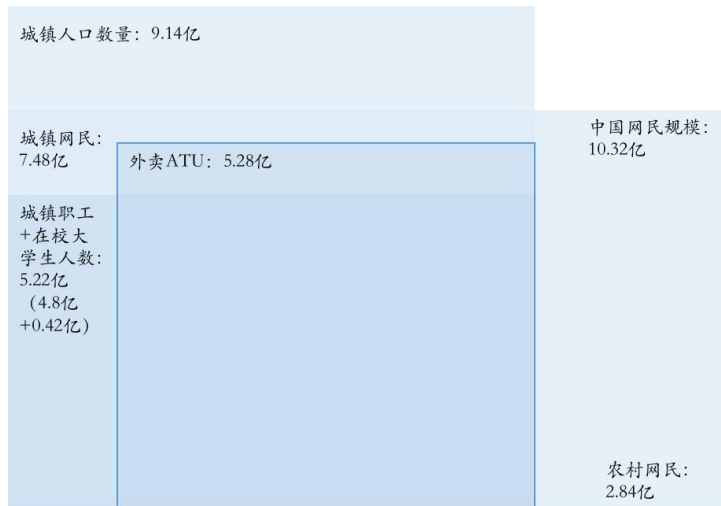 城镇人口数量：9.14亿
中国网民规模：
10.32亿
城镇网民：
7.48亿
外卖ATU：5.28亿
城镇职工
+在校大
学生人数：
5.22亿
（4.8亿
+0.42亿）
农村网民：
2.84亿